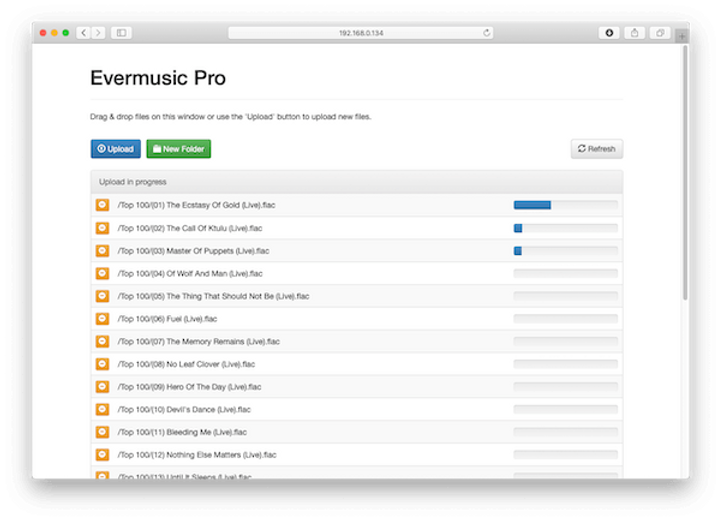 192.168.0.134
Evermusic Pro
Drag & drop files on this window or use the 'Upload' button to upload new files.
Upload New Folder Refresh
Upload in progress
/Top 100/(01) The Ecstasy Of Gold (Live).flac
/Top 100/(02) The Call Of Ktulu (Live).flac
/Top 100/(03) Master Of Puppets (Live).flac
/Top 100/(04) Of Wolf And Man (Live).flac
/Top 100/(05) The Thing That Should Not Be (Live).flac
/Top 100/(06) Fuel (Live).flac
/Top 100/(07) The Memory Remains (Live).flac
/Top 100/(08) No Leaf Clover (Live).flac
/Top 100/(09) Hero Of The Day (Live).flac
/Top 100/(10) Devil's Dance (Live).flac
/Top 100/(11) Bleeding Me (Live).flac
/Top 100/(12) Nothing Else Matters (Live).flac
/Top 100/(13) Until It Sleeps (Live).flac